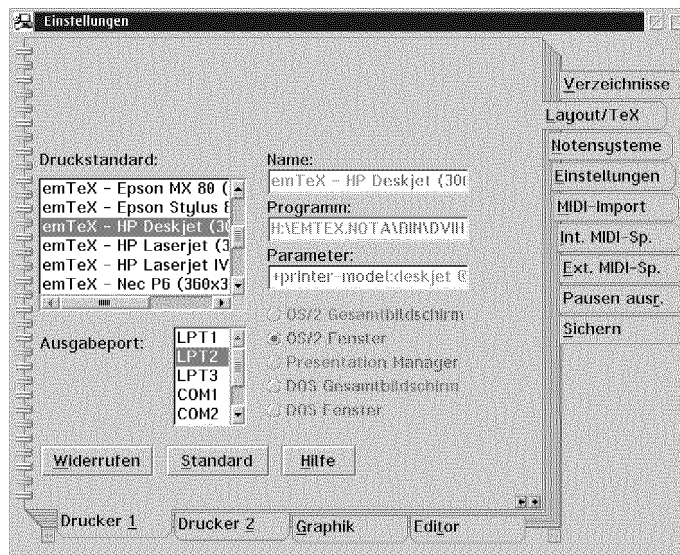 Einstellungen
Druckstandard:
emTeX - Epson MX 80 (
emTeX - Epson Stylus
emTeX - HP Deskjet (30
emTeX - HP Laserjet (3
emTeX - HP Laserjet IV
emTeX - Nec P6 (360x3
Ausgabeport:
LPT1
LPT2
LPT3
COM1
COM2
Name:
emTeX - HP Deskjet (30
Programm:
H:\EMTEX.NOTA\BIN\DVIH
Parameter:
+printer-model:deskjet @
OS/2 Gesamtbildschirm
OS/2 Fenster
Presentation Manager
DOS Gesamtbildschirm
DOS Fenster
Widerrufen
Standard
Hilfe
Drucker 1
Drucker 2
Graphik
Editor
Verzeichnisse
Layout/TeX
Notensysteme
Einstellungen
MIDI-Import
Int. MIDI-Sp.
Ext. MIDI-Sp.
Pausen ausr.
Sichern